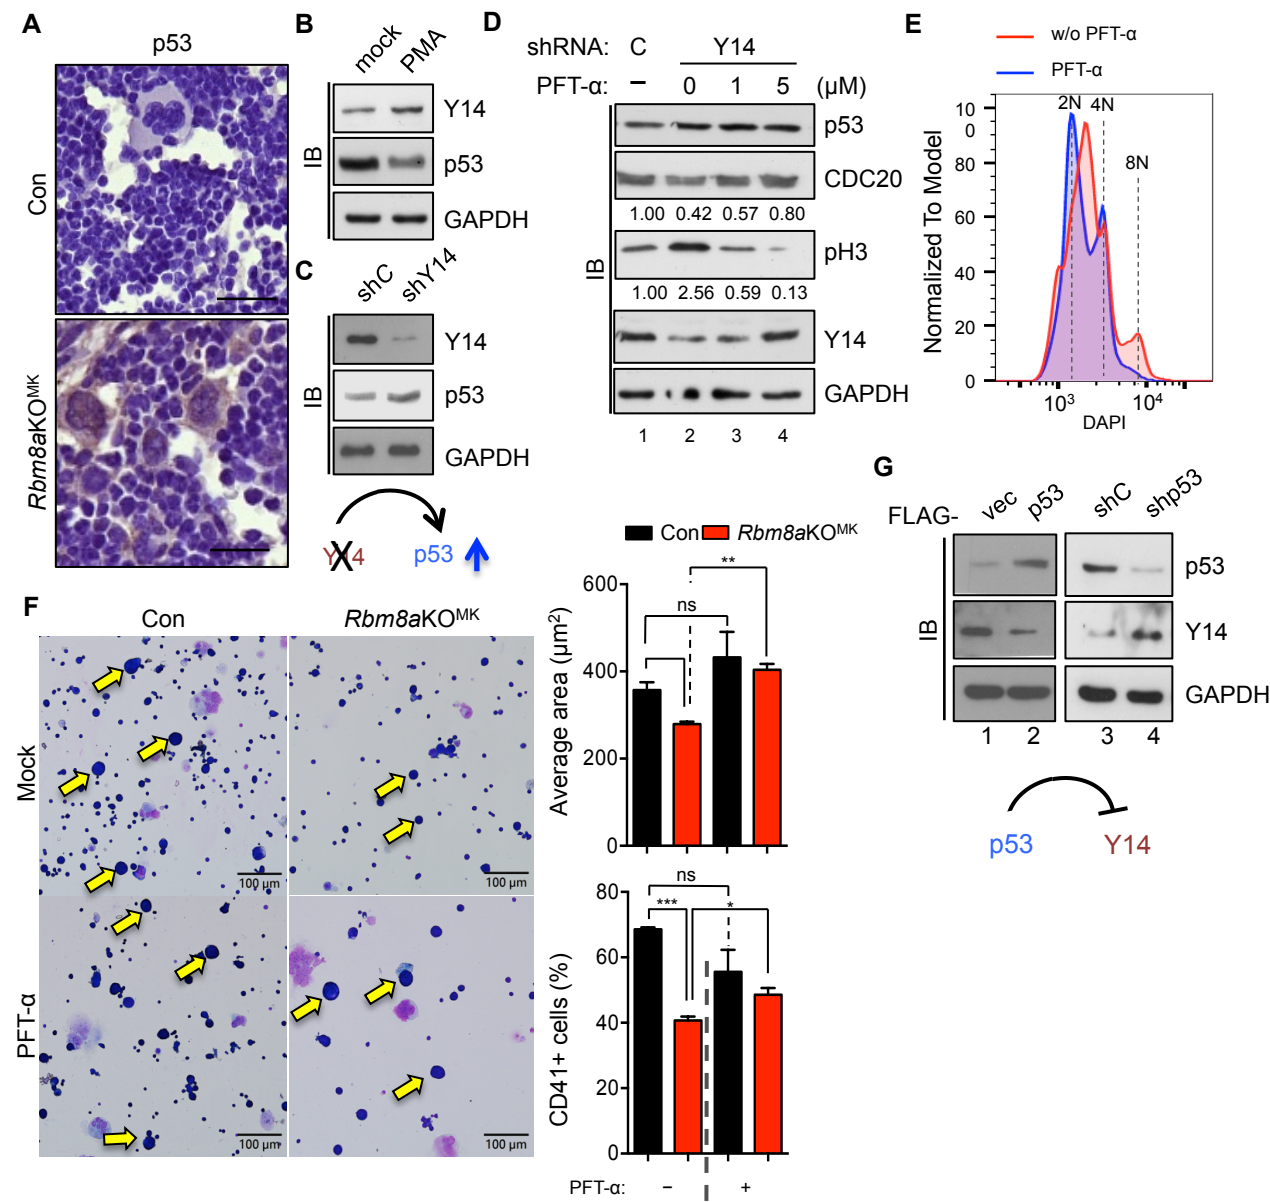 A
p53
Con
Rbm8aKOᴹᴷ
B
mock PMA
IB
Y14
p53
GAPDH
C
shC shY14
IB
Y14
p53
GAPDH
Y14 p53
D
shRNA: C Y14
PFT-α: – 0 1 5 (μM)
IB
p53
CDC20
1.00 0.42 0.57 0.80
pH3
1.00 2.56 0.59 0.13
Y14
GAPDH
1 2 3 4
E
w/o PFT-α
PFT-α
Normalized To Model
10
0
80
60
40
20
0
2N 4N
8N
10³ 10⁴
DAPI
F
Con Rbm8aKOᴹᴷ
Mock
100 μm 100 μm
PFT-α
100 μm 100 μm
Con Rbm8aKOᴹᴷ
Average area (μm²)
600
400
200
0
ns **
CD41+ cells (%)
80
60
40
20
0
ns
*** *
PFT-α: – +
G
FLAG- vec p53 shC shp53
IB
p53
Y14
GAPDH
1 2 3 4
p53 Y14